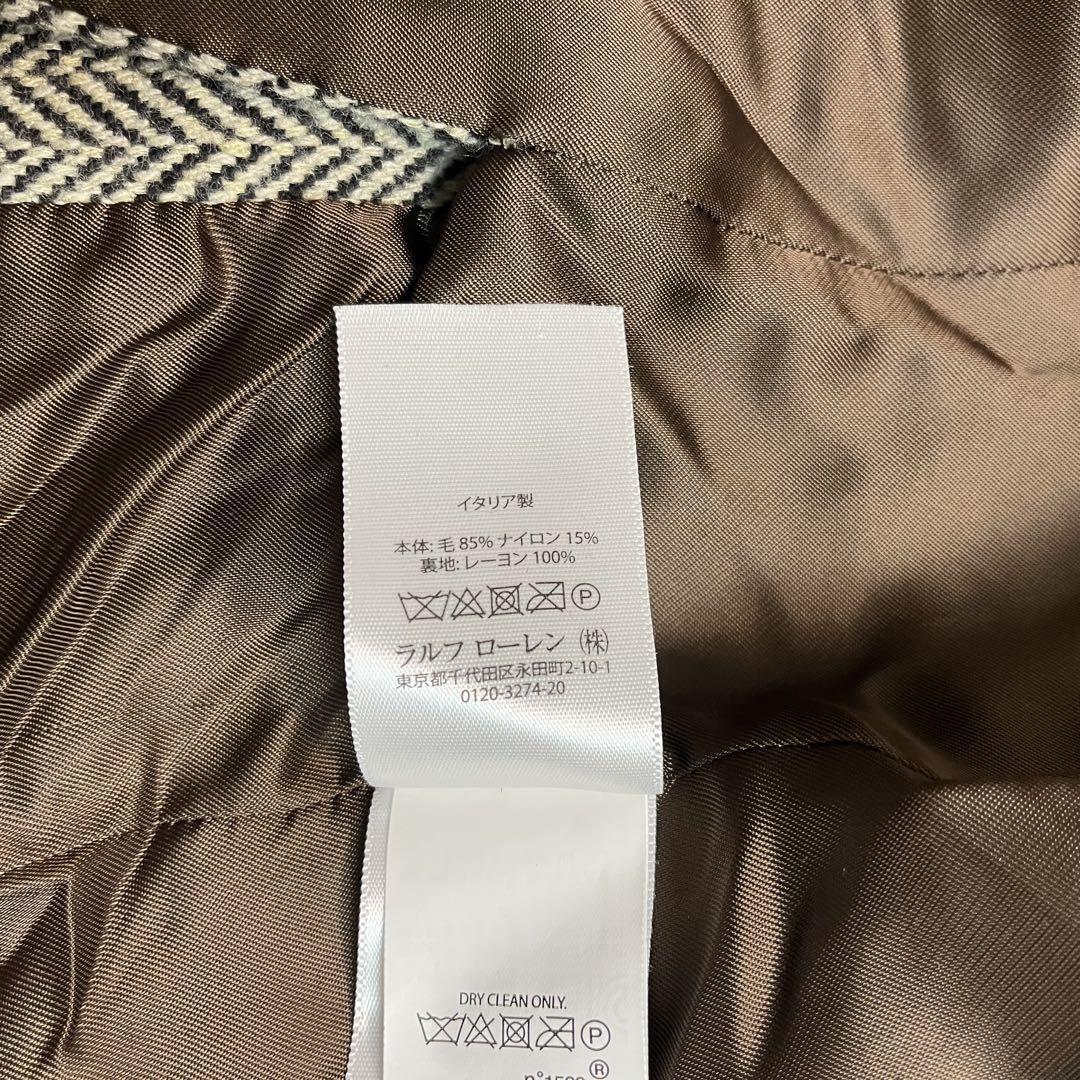 イタリア製
本体: 毛 85% ナイロン 15%
裏地: レーヨン 100%
P
ラルフ ローレン (株)
東京都千代田区永田町2-10-1
0120-3274-20
DRY CLEAN ONLY.
P
®